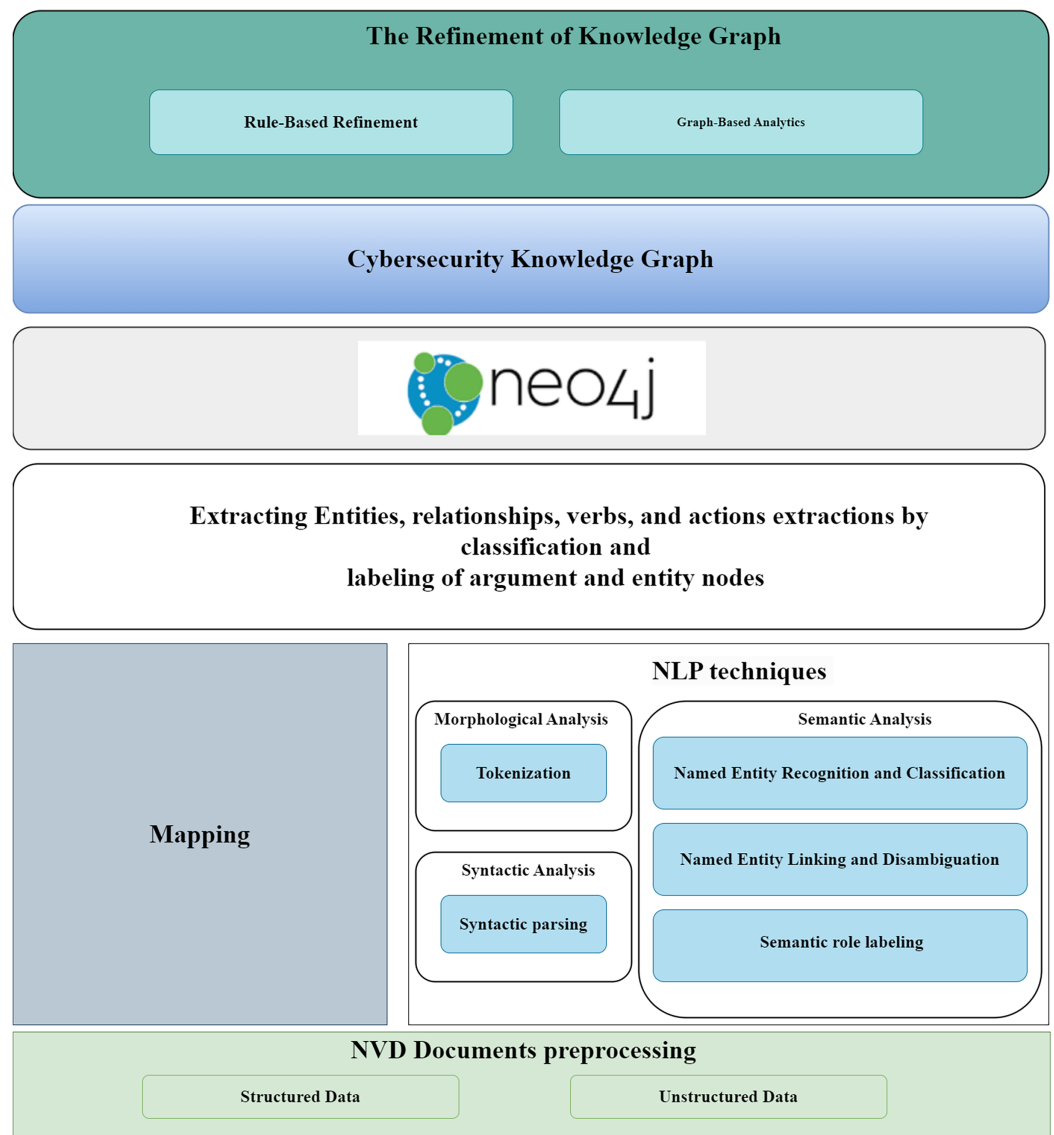 The Refinement of Knowledge Graph
Rule-Based Refinement
Graph-Based Analytics
Cybersecurity Knowledge Graph
neo4j
Extracting Entities, relationships, verbs, and actions extractions by
classification and
labeling of argument and entity nodes
Mapping
NLP techniques
Morphological Analysis
Tokenization
Syntactic Analysis
Syntactic parsing
Semantic Analysis
Named Entity Recognition and Classification
Named Entity Linking and Disambiguation
Semantic role labeling
NVD Documents preprocessing
Structured Data
Unstructured Data